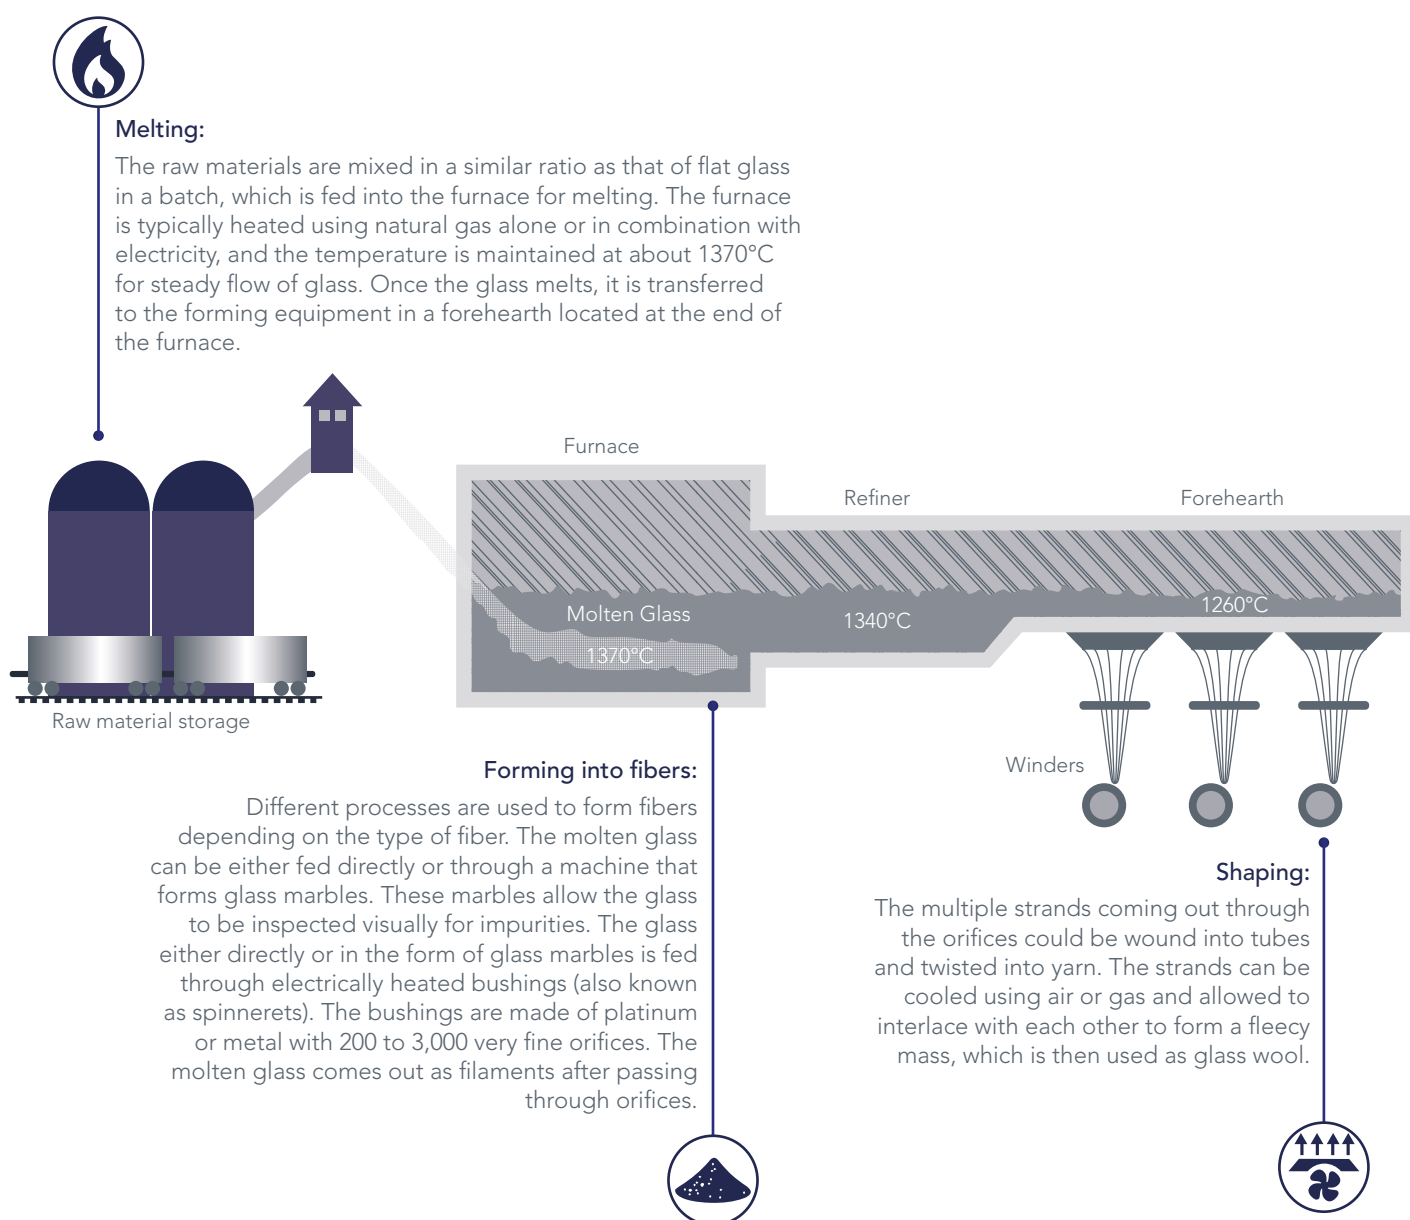 Melting:
The raw materials are mixed in a similar ratio as that of flat glass
in a batch, which is fed into the furnace for melting. The furnace
is typically heated using natural gas alone or in combination with
electricity, and the temperature is maintained at about 1370°C
for steady flow of glass. Once the glass melts, it is transferred
to the forming equipment in a forehearth located at the end of
the furnace.
Furnace
Refiner
Forehearth
Molten Glass
1370°C
1340°C
1260°C
Raw material storage
Winders
Forming into fibers:
Different processes are used to form fibers
depending on the type of fiber. The molten glass
can be either fed directly or through a machine that
forms glass marbles. These marbles allow the glass
to be inspected visually for impurities. The glass
either directly or in the form of glass marbles is fed
through electrically heated bushings (also known
as spinnerets). The bushings are made of platinum
or metal with 200 to 3,000 very fine orifices. The
molten glass comes out as filaments after passing
through orifices.
Shaping:
The multiple strands coming out through
the orifices could be wound into tubes
and twisted into yarn. The strands can be
cooled using air or gas and allowed to
interlace with each other to form a fleecy
mass, which is then used as glass wool.